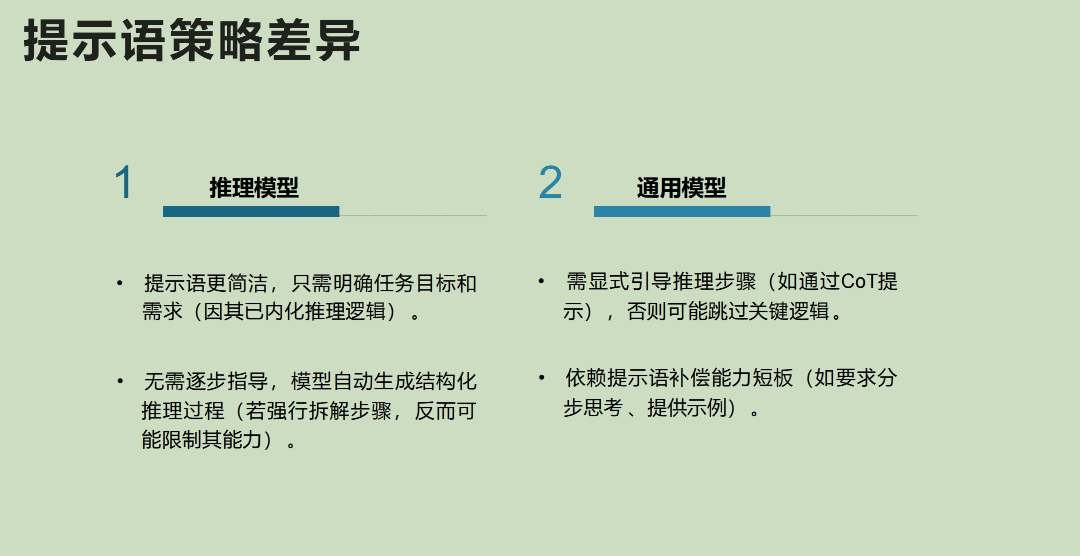 提示语策略差异
1 推理模型
• 提示语更简�，只需明确任务目标和
需求（因其已内化推理逻辑）。
• 无需逐步指导，模型自动生成结构化
推理过程（若强行拆解步骤，反而可
能限制其能力）。
2 通用模型
• 需显式引导推理步骤（如通过CoT提
示），否则可能跳过关键逻辑。
• 依赖提示语补偿能力短板（如要求分
步思考、提供示例）。